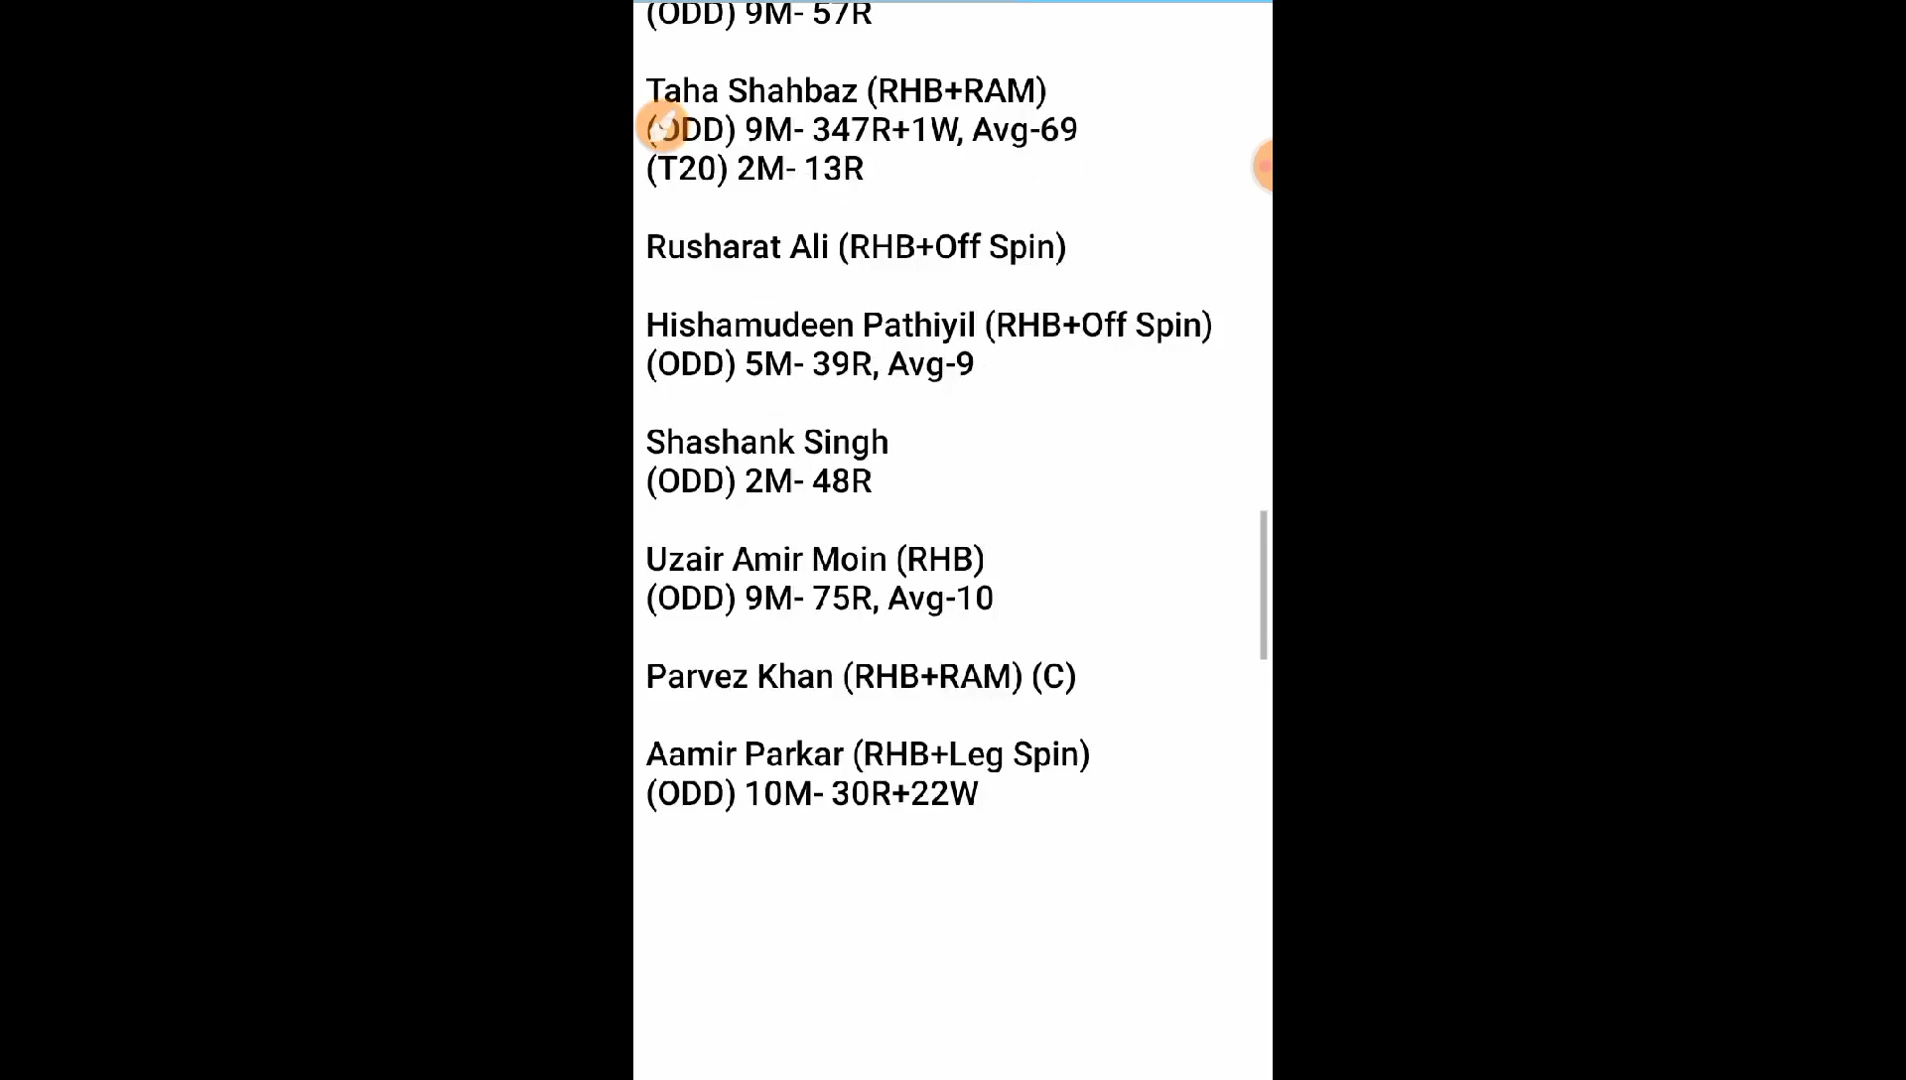 (ODD) 9M- 57R
Taha Shahbaz (RHB+RAM)
(ODD) 9M- 347R+1W, Avg-69
(T20) 2M- 13R
Rusharat Ali (RHB+Off Spin)
Hishamudeen Pathiyil (RHB+Off Spin)
(ODD) 5M- 39R, Avg-9
Shashank Singh
(ODD) 2M- 48R
Uzair Amir Moin (RHB)
(ODD) 9M- 75R, Avg-10
Parvez Khan (RHB+RAM) (C)
Aamir Parkar (RHB+Leg Spin)
(ODD) 10M- 30R+22W